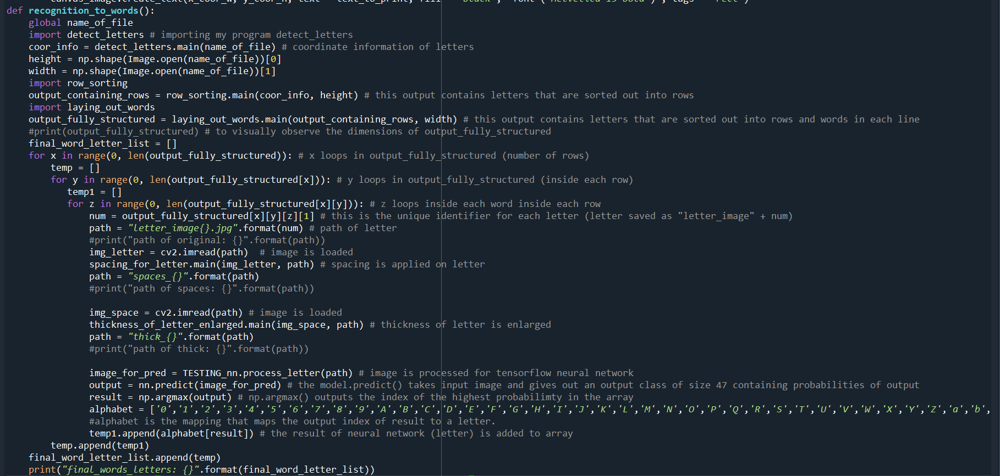 canvas_image.create_text(x_coor_w, y_coor_h, text = text_to_print, fill = "black", font=("Helvetica 15 bold"), tags =
def recognition_to_words():
    global name_of_file
    import detect_letters # importing my program detect_letters
    coor_info = detect_letters.main(name_of_file) # coordinate information of letters
    height = np.shape(Image.open(name_of_file))[0]
    width = np.shape(Image.open(name_of_file))[1]
    import row_sorting
    output_containing_rows = row_sorting.main(coor_info, height) # this output contains letters that are sorted out into rows
    import laying_out_words
    output_fully_structured = laying_out_words.main(output_containing_rows, width) # this output contains letters that are sorted out into rows and words in each line
    #print(output_fully_structured) # to visually observe the dimensions of output_fully_structured
    final_word_letter_list = []
    for x in range(0, len(output_fully_structured)): # x loops in output_fully_structured (number of rows)
        temp = []
        for y in range(0, len(output_fully_structured[x])): # y loops in output_fully_structured (inside each row)
           temp1 = []
           for z in range(0, len(output_fully_structured[x][y])): # z loops inside each word inside each row
               num = output_fully_structured[x][y][z][1] # this is the unique identifier for each letter (letter saved as "letter_image" + num)
               path = "letter_image{}.jpg".format(num) # path of letter
               #print("path of original: {}".format(path))
               img_letter = cv2.imread(path)  # image is loaded
               spacing_for_letter.main(img_letter, path) # spacing is applied on letter
               path = "spaces_{}".format(path)
               #print("path of spaces: {}".format(path))
               img_space = cv2.imread(path) # image is loaded
               thickness_of_letter_enlarged.main(img_space, path) # thickness of letter is enlarged
               path = "thick_{}".format(path)
               #print("path of thick: {}".format(path))
               image_for_pred = TESTING_nn.process_letter(path) # image is processed for tensorflow neural network
               output = nn.predict(image_for_pred) # the model.predict() takes input image and gives out an output class of size 47 containing probabilities of output
               result = np.argmax(output) # np.argmax() outputs the index of the highest probabilimty in the array
               alphabet = ['0','1','2','3','4','5','6','7','8','9','A','B','C','D','E','F','G','H','I','J','K','L','M','N','O','P','Q','R','S','T','U','V','W','X','Y','Z','a','b',
               #alphabet is the mapping that maps the output index of result to a letter.
               temp1.append(alphabet[result]) # the result of neural network (letter) is added to array
        temp.append(temp1)
    final_word_letter_list.append(temp)
    print("final_words_letters: {}".format(final_word_letter_list))